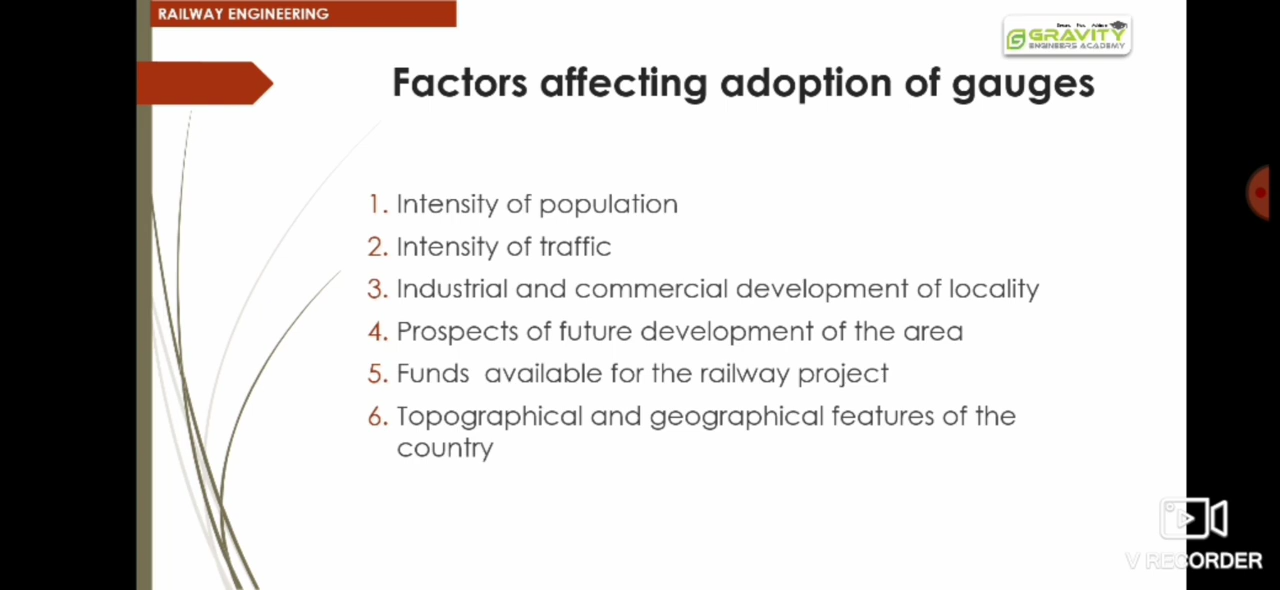 RAILWAY ENGINEERING
GRAVITY
ENGINEERS ACADEMY
Factors affecting adoption of gauges
1. Intensity of population
2. Intensity of traffic
3. Industrial and commercial development of locality
4. Prospects of future development of the area
5. Funds available for the railway project
6. Topographical and geographical features of the
country
V RECORDER